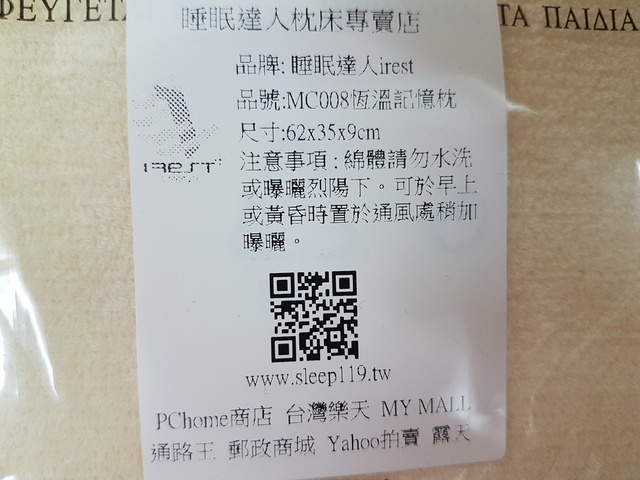 ΦΕΥΓΕΤ
ΤΑ ΠΑΙΔΙΑ
睡眠達人枕床專賣店
品牌: 睡眠達人irest
品號:MC008恆溫記憶枕
尺寸:62x35x9cm
IREST
注意事項 : 綿體請勿水洗
或曝曬烈陽下。可於早上
或黃昏時置於通風處稍加
曝曬。
www.sleep119.tw
PChome商店 台灣樂天 MY MALL
通路王 郵政商城 Yahoo拍賣 露天